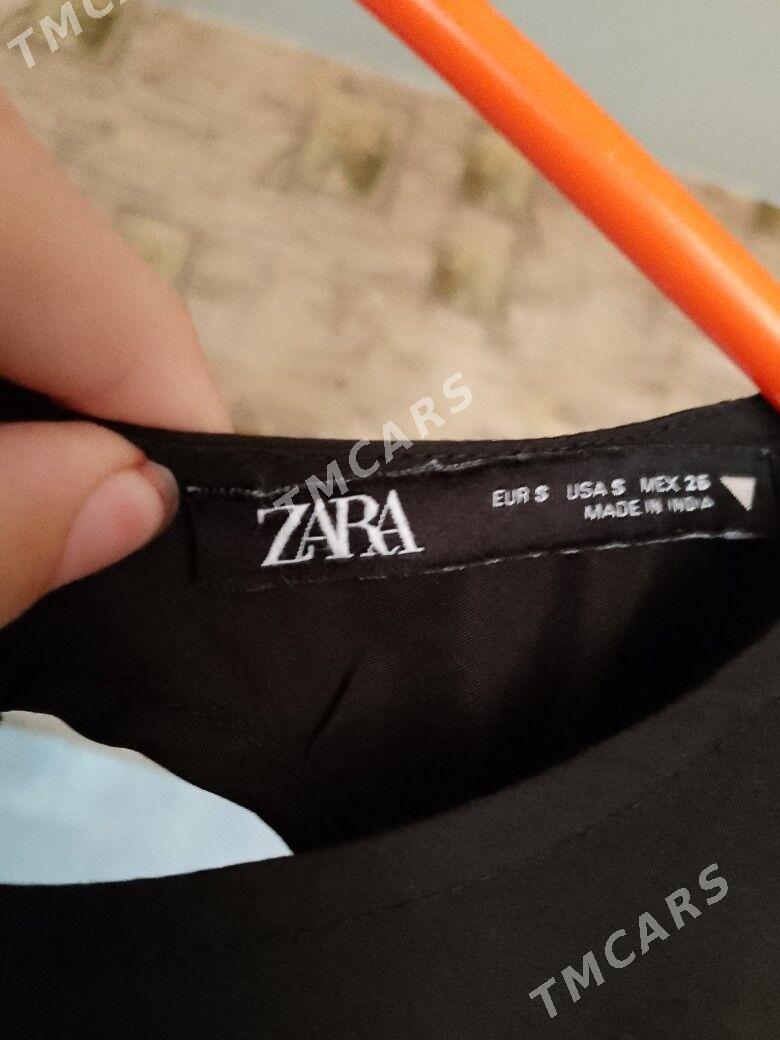 TMCARS
TMCARS
ZARA
EUR S USA S MEX 26
MADE IN INDIA
TMCARS